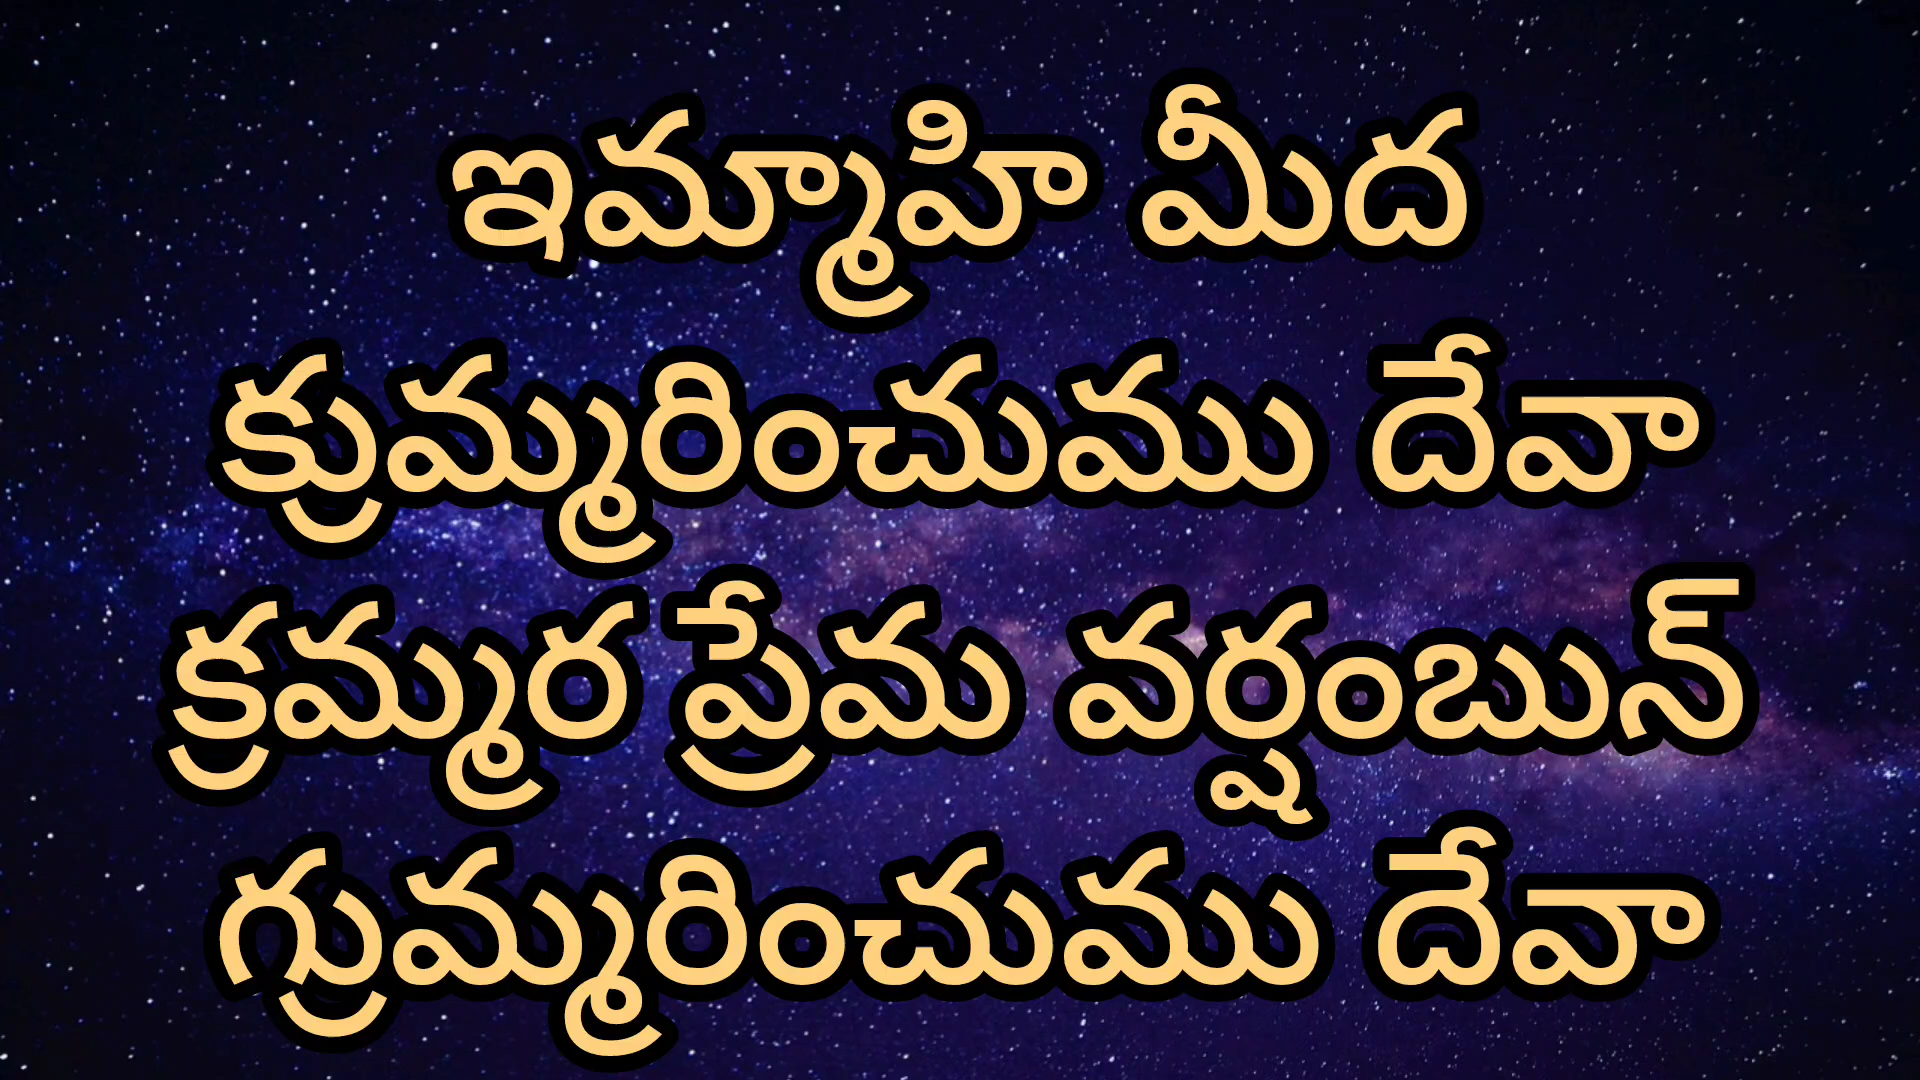 ఇమ్మాహి మీద
క్రుమ్మరించుము దేవా
క్రమ్మర ప్రేమ వర్షంబున్
గ్రుమ్మరించుము దేవా